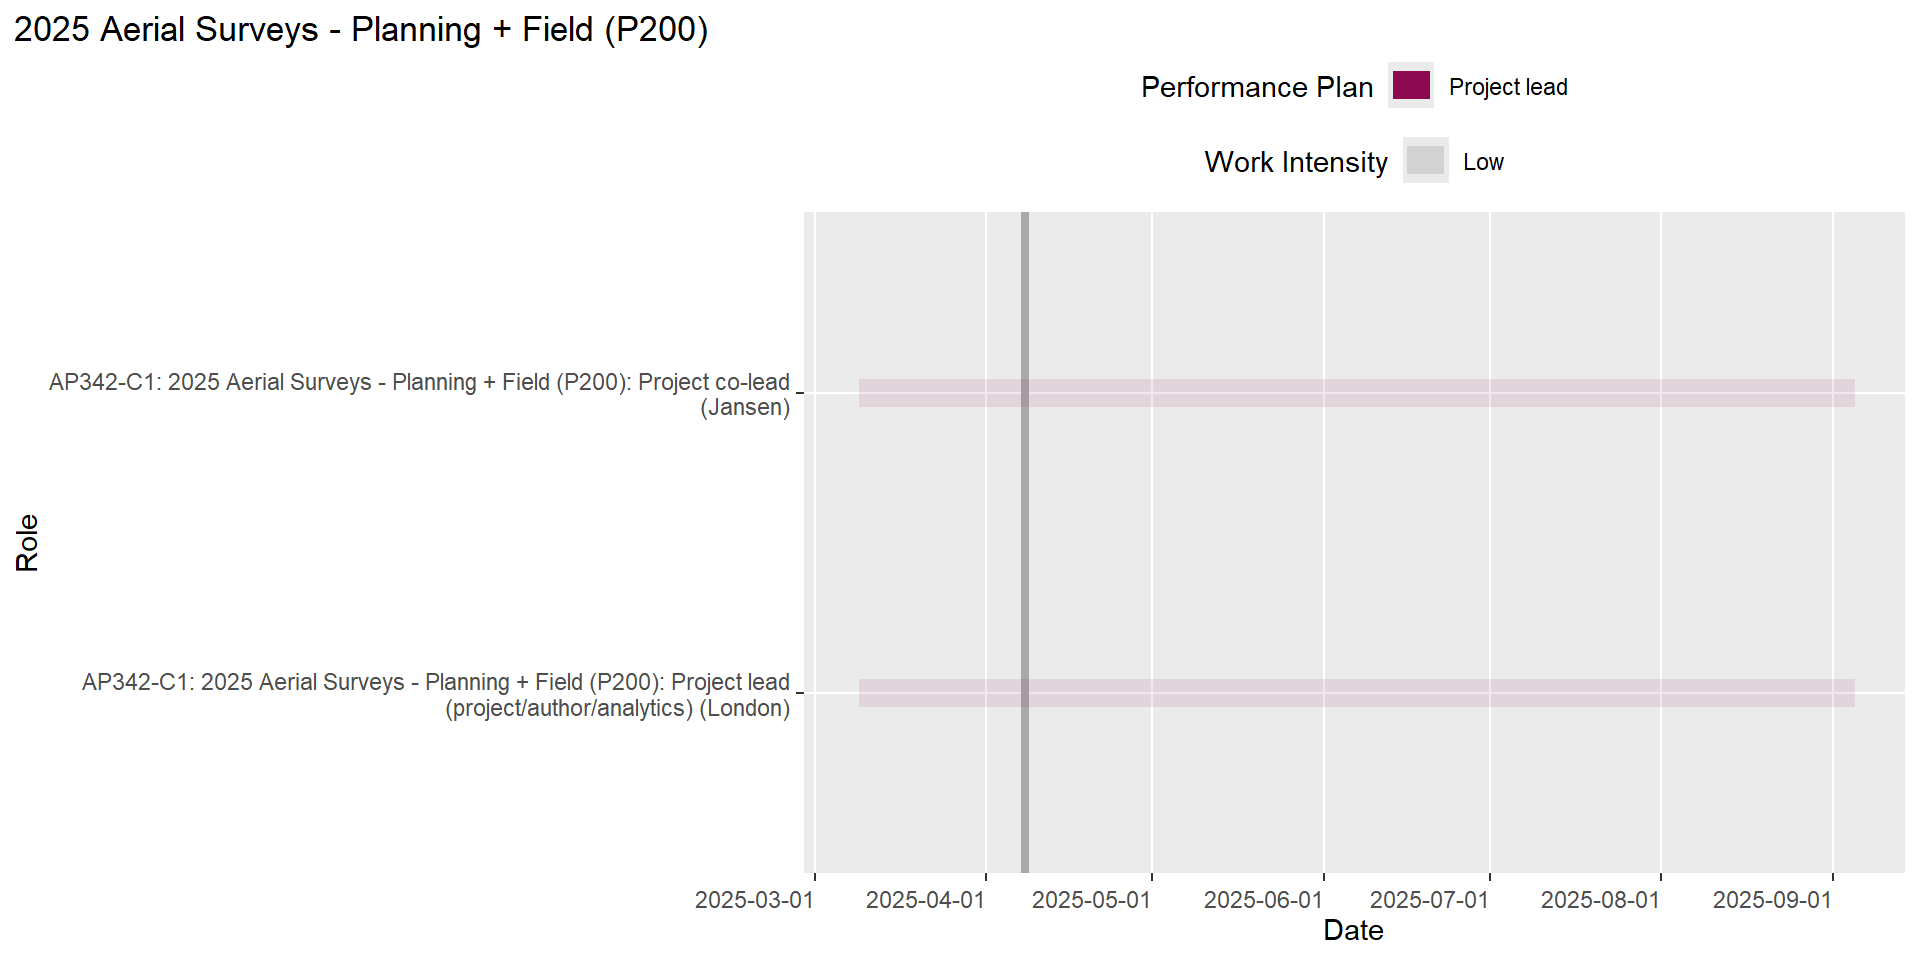 2025 Aerial Surveys - Planning + Field (P200)
Performance Plan
Project lead
Work Intensity
Low
Role
AP342-C1: 2025 Aerial Surveys - Planning + Field (P200): Project co-lead
(Jansen)
AP342-C1: 2025 Aerial Surveys - Planning + Field (P200): Project lead
(project/author/analytics) (London)
2025-03-01
2025-04-01
2025-05-01
2025-06-01
2025-07-01
2025-08-01
2025-09-01
Date